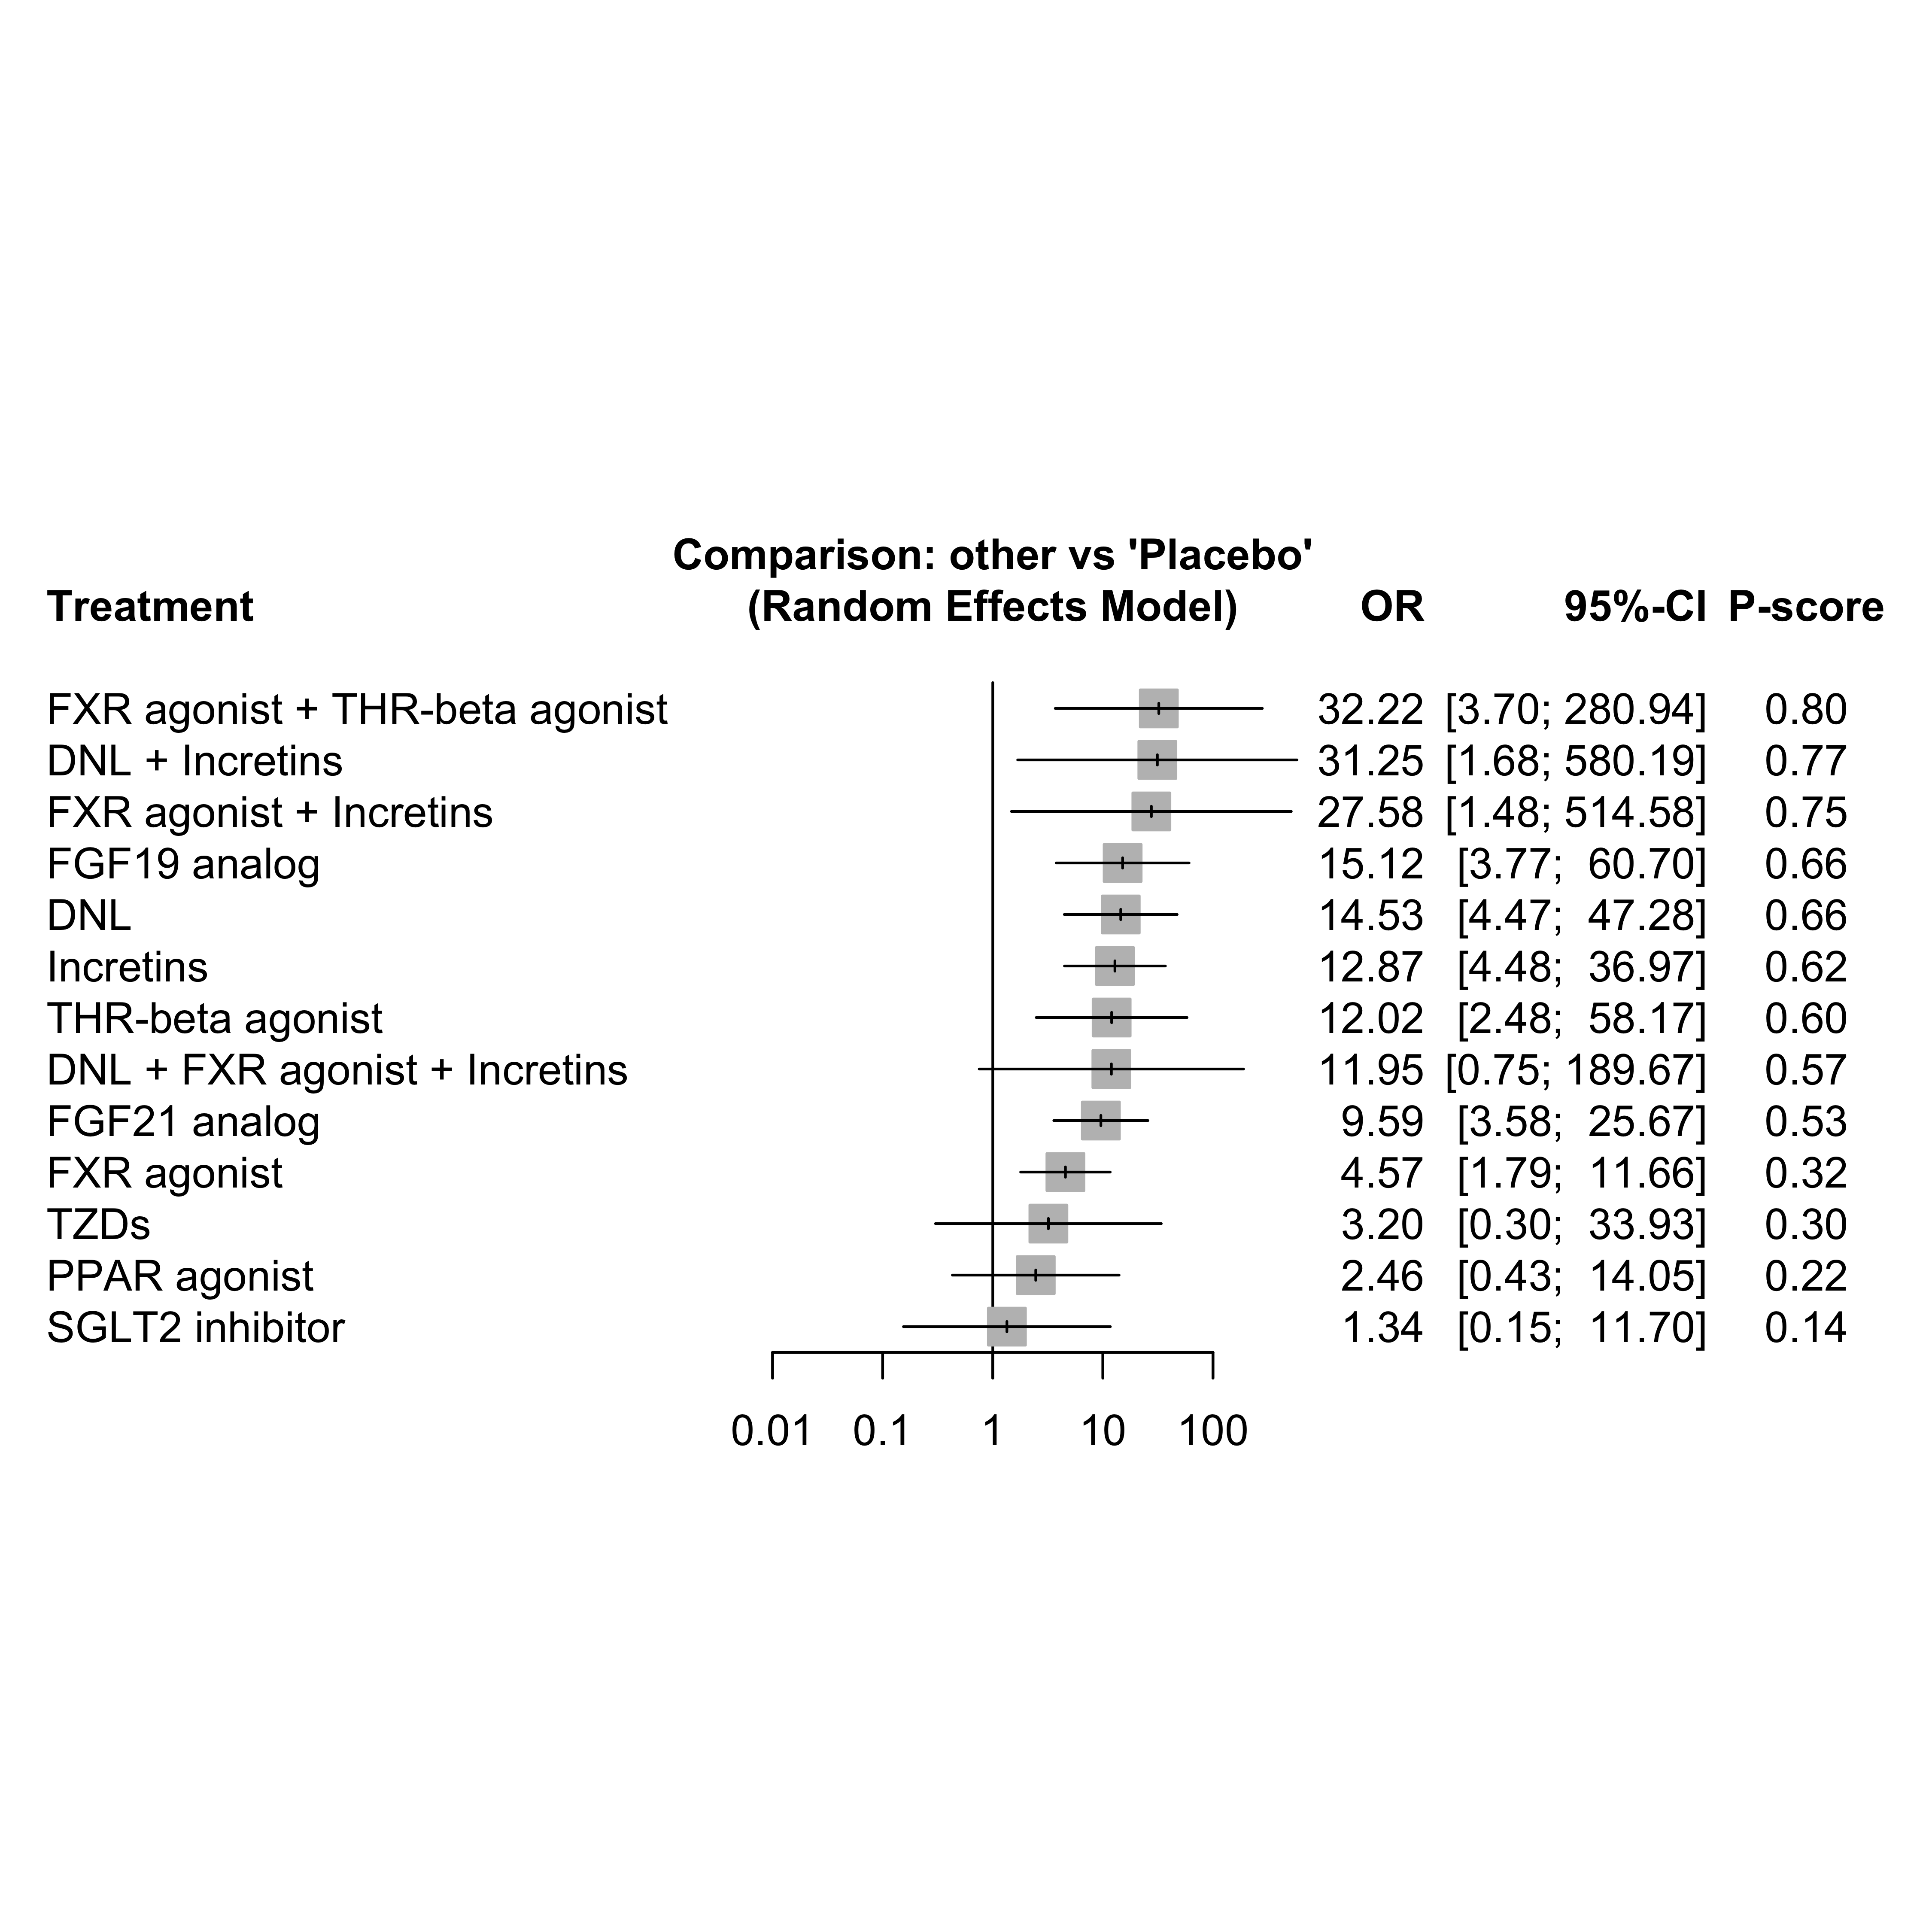 Comparison: other vs 'Placebo'
Treatment (Random Effects Model) OR 95%-CI P-score
FXR agonist + THR-beta agonist 32.22 [3.70; 280.94] 0.80
DNL + Incretins 31.25 [1.68; 580.19] 0.77
FXR agonist + Incretins 27.58 [1.48; 514.58] 0.75
FGF19 analog 15.12 [3.77; 60.70] 0.66
DNL 14.53 [4.47; 47.28] 0.66
Incretins 12.87 [4.48; 36.97] 0.62
THR-beta agonist 12.02 [2.48; 58.17] 0.60
DNL + FXR agonist + Incretins 11.95 [0.75; 189.67] 0.57
FGF21 analog 9.59 [3.58; 25.67] 0.53
FXR agonist 4.57 [1.79; 11.66] 0.32
TZDs 3.20 [0.30; 33.93] 0.30
PPAR agonist 2.46 [0.43; 14.05] 0.22
SGLT2 inhibitor 1.34 [0.15; 11.70] 0.14
0.01 0.1 1 10 100